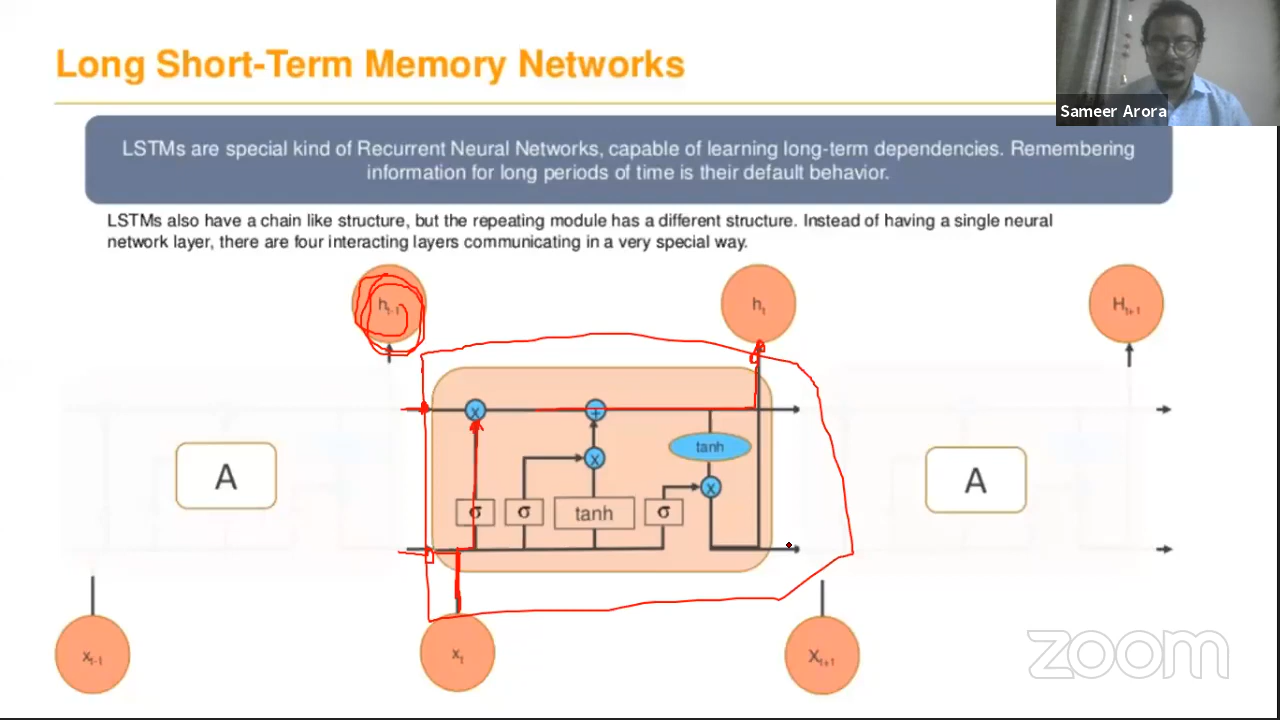 Long Short-Term Memory Networks
Sameer Arora
LSTMs are special kind of Recurrent Neural Networks, capable of learning long-term dependencies. Remembering
information for long periods of time is their default behavior.
LSTMs also have a chain like structure, but the repeating module has a different structure. Instead of having a single neural
network layer, there are four interacting layers communicating in a very special way.
h t-1
h t
H t+1
x
+
tanh
x
x
A
σ
σ
tanh
σ
A
x t-1
x t
X t+1
zoom